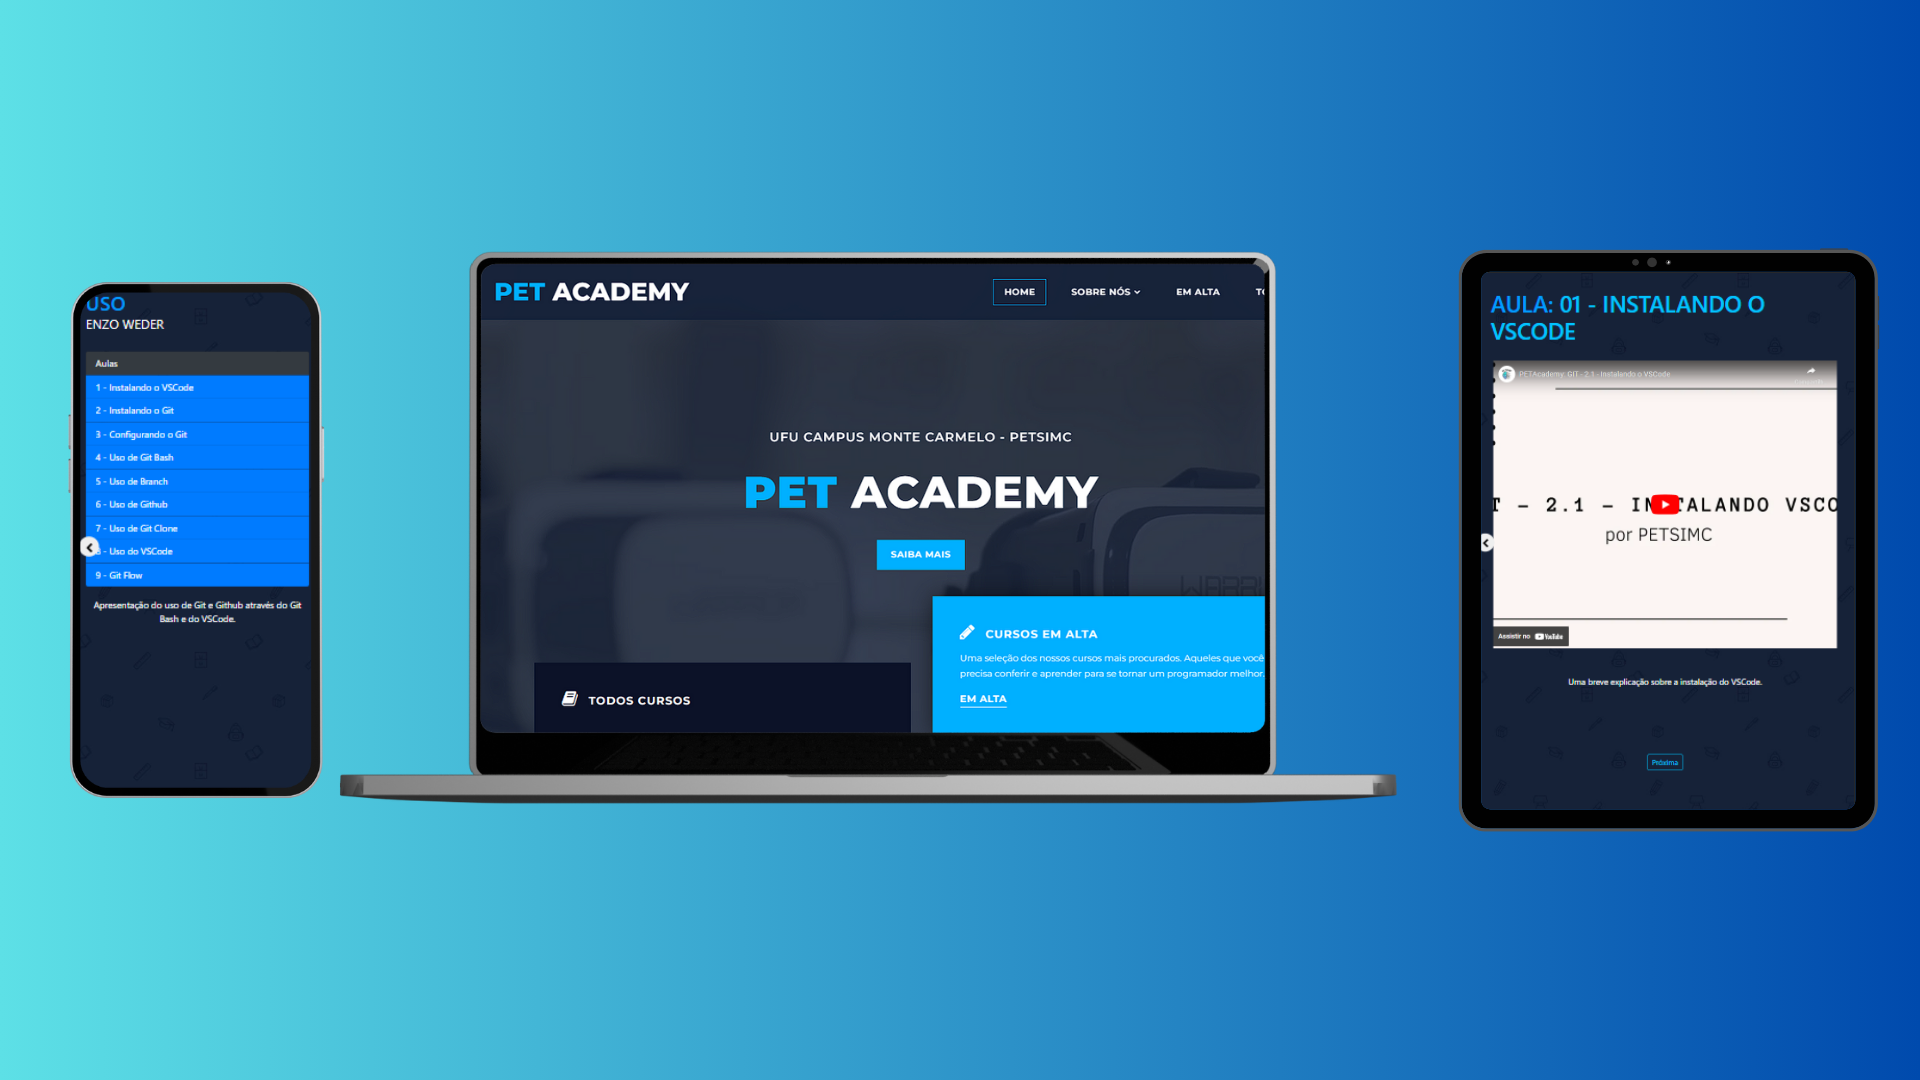 USO
ENZO WEDER
Aulas
1 - Instalando o VSCode
2 - Instalando o Git
3 - Configurando o Git
4 - Uso de Git Bash
5 - Uso de Branch
6 - Uso de Github
7 - Uso de Git Clone
- Uso do VSCode
9 - Git Flow
Apresentação do uso de Git e Github através do Git
Bash e do VSCode.
PET ACADEMY
HOME
SOBRE NÓS
EM ALTA
UFU CAMPUS MONTE CARMELO - PETSIMC
PET ACADEMY
SAIBA MAIS
CURSOS EM ALTA
Uma seleção dos nossos cursos mais procurados. Aqueles que você
precisa conferir e aprender para se tornar um programador melhor.
EM ALTA
TODOS CURSOS
AULA: 01 - INSTALANDO O
VSCODE
PETAcademy: GIT - 2.1 - Instalando o VSCode
T - 2.1 - INSTALANDO VSCO
por PETSIMC
Assistir no YouTube
Uma breve explicação sobre a instalação do VSCode.
Próxima